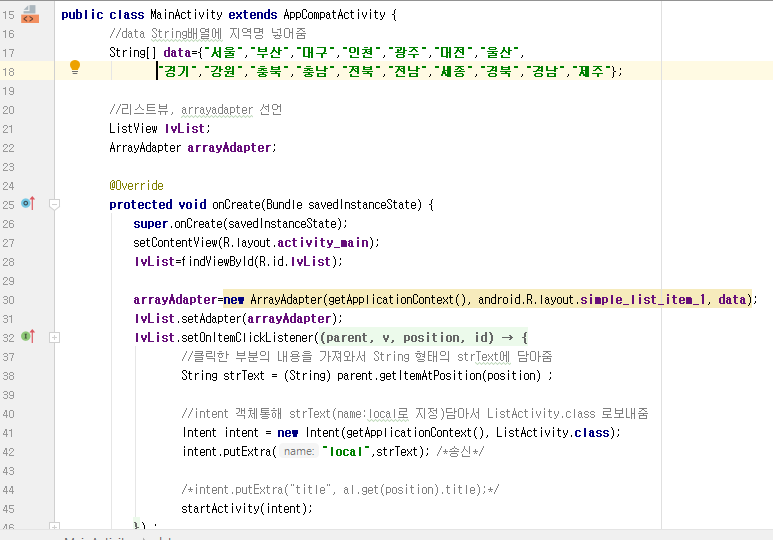 15 public class MainActivity extends AppCompatActivity {
16 //data String배열에 지역명 넣어줌
17 String[] data={"서울","부산","대구","인천","광주","대전","울산",
18 "경기","강원","충북","충남","전북","전남","세종","경북","경남","제주"};
19
20 //리스트뷰, arrayadapter 선언
21 ListView lvList;
22 ArrayAdapter arrayAdapter;
23
24 @Override
25 protected void onCreate(Bundle savedInstanceState) {
26 super.onCreate(savedInstanceState);
27 setContentView(R.layout.activity_main);
28 lvList=findViewById(R.id.lvList);
29
30 arrayAdapter=new ArrayAdapter(getApplicationContext(), android.R.layout.simple_list_item_1, data);
31 lvList.setAdapter(arrayAdapter);
32 lvList.setOnItemClickListener((parent, v, position, id) → {
37 //클릭한 부분의 내용을 가져와서 String 형태의 strText에 담아줌
38 String strText = (String) parent.getItemAtPosition(position) ;
39
40 //intent 객체통해 strText(name:local로 지정)담아서 ListActivity.class 로보내줌
41 Intent intent = new Intent(getApplicationContext(), ListActivity.class);
42 intent.putExtra( name: "local",strText); /*송신*/
43
44 /*intent.putExtra("title", al.get(position).title);*/
45 startActivity(intent);
46 }) ;